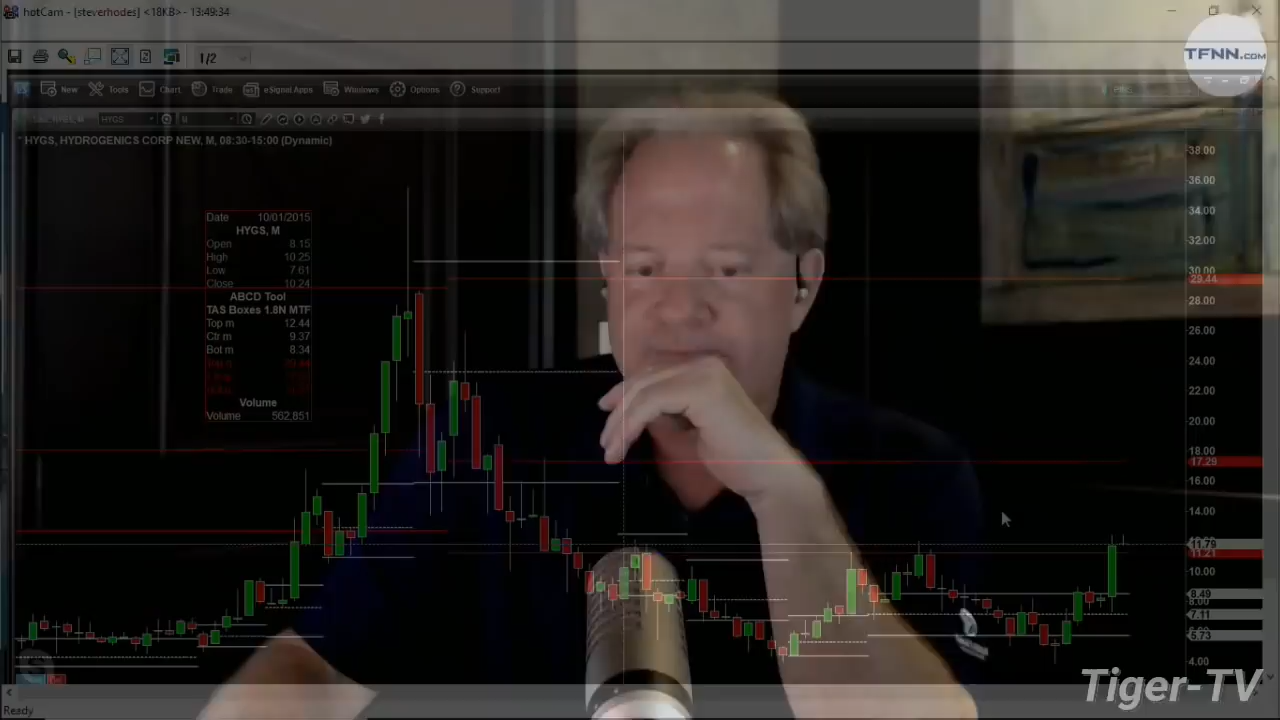 hotCam - [steverhodes] <18KB> - 13:49:34
TFNN.COM
1/2
New Tools Chart Trade eSignal Apps Windows Options Support
HYGS M
* HYGS, HYDROGENICS CORP NEW, M, 08:30-15:00 (Dynamic)
Date 10/01/2015
HYGS, M
Open 8.15
High 10.25
Low 7.61
Close 10.24
ABCD Tool
TAS Boxes 1.8N MTF
Top m 12.44
Ctr m 9.37
Bot m 8.34
Volume
Volume 562,851
38.00
36.00
34.00
32.00
30.00
29.44
28.00
26.00
24.00
22.00
20.00
18.00
17.29
16.00
14.00
11.79
11.21
10.00
8.49
8.00
7.11
5.73
4.00
Tiger-TV
Ready